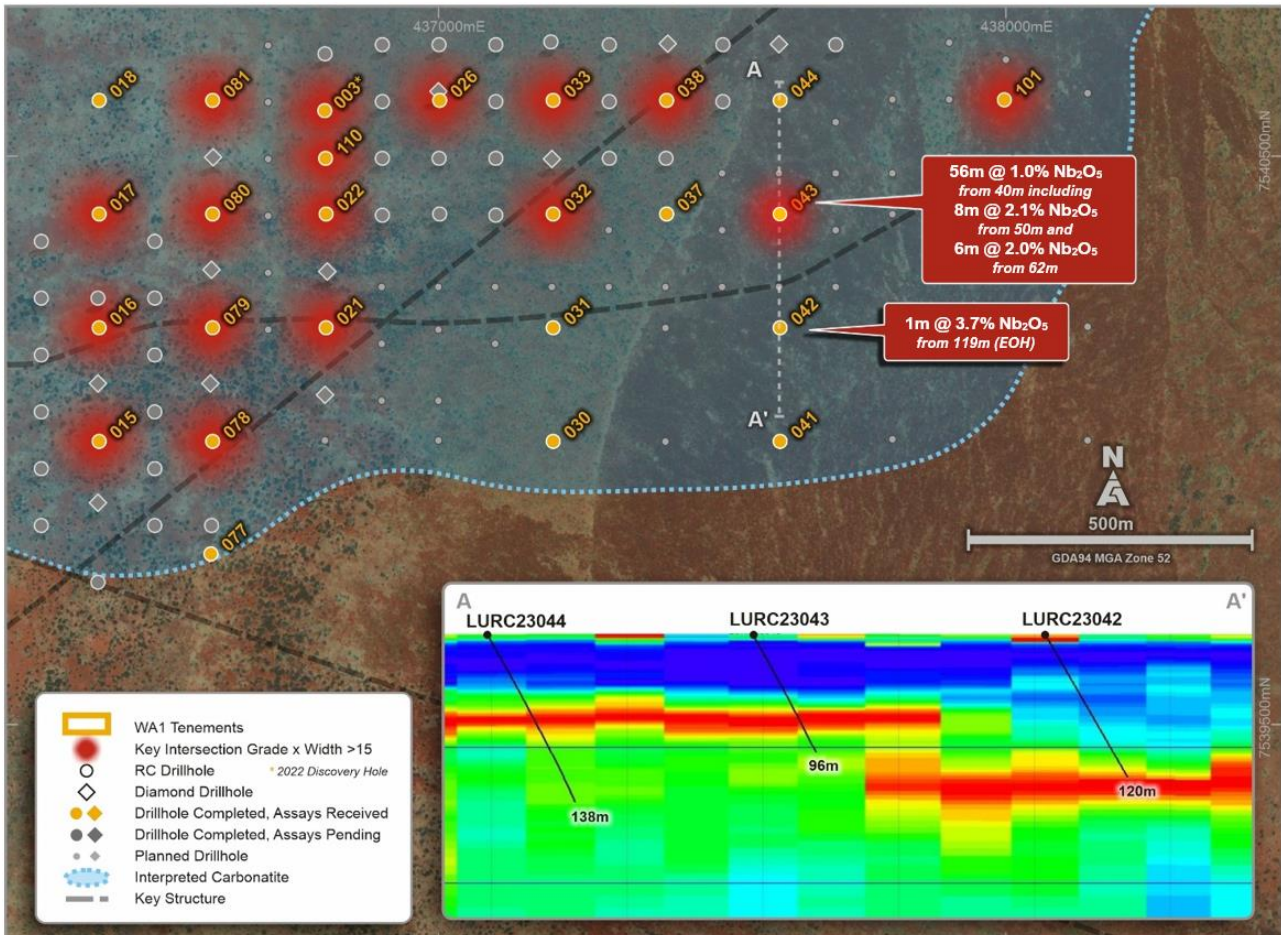 437000mE
438000mE
7540500mN
7539500mN
018
081
003*
026
033
038
A
044
101
110
017
080
022
032
037
043
56m @ 1.0% Nb₂O₅
from 40m including
8m @ 2.1% Nb₂O₅
from 50m and
6m @ 2.0% Nb₂O₅
from 62m
016
079
021
031
042
1m @ 3.7% Nb₂O₅
from 119m (EOH)
015
078
030
A'
041
077
N
500m
GDA94 MGA Zone 52
A
A'
LURC23044
LURC23043
LURC23042
138m
96m
120m
WA1 Tenements
Key Intersection Grade x Width >15
RC Drillhole
* 2022 Discovery Hole
Diamond Drillhole
Drillhole Completed, Assays Received
Drillhole Completed, Assays Pending
Planned Drillhole
Interpreted Carbonatite
Key Structure